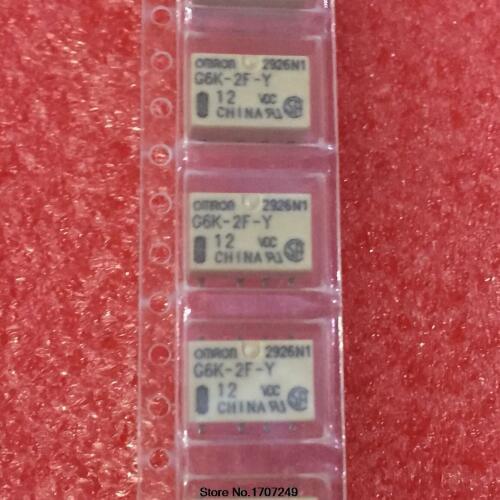 OMRON 2926N1
G6K-2F-Y
12 VDC
CHINA
OMRON 2926N1
G6K-2F-Y
12 VDC
CHINA
OMRON 2926N1
G6K-2F-Y
12 VDC
CHINA
Store No.1707249